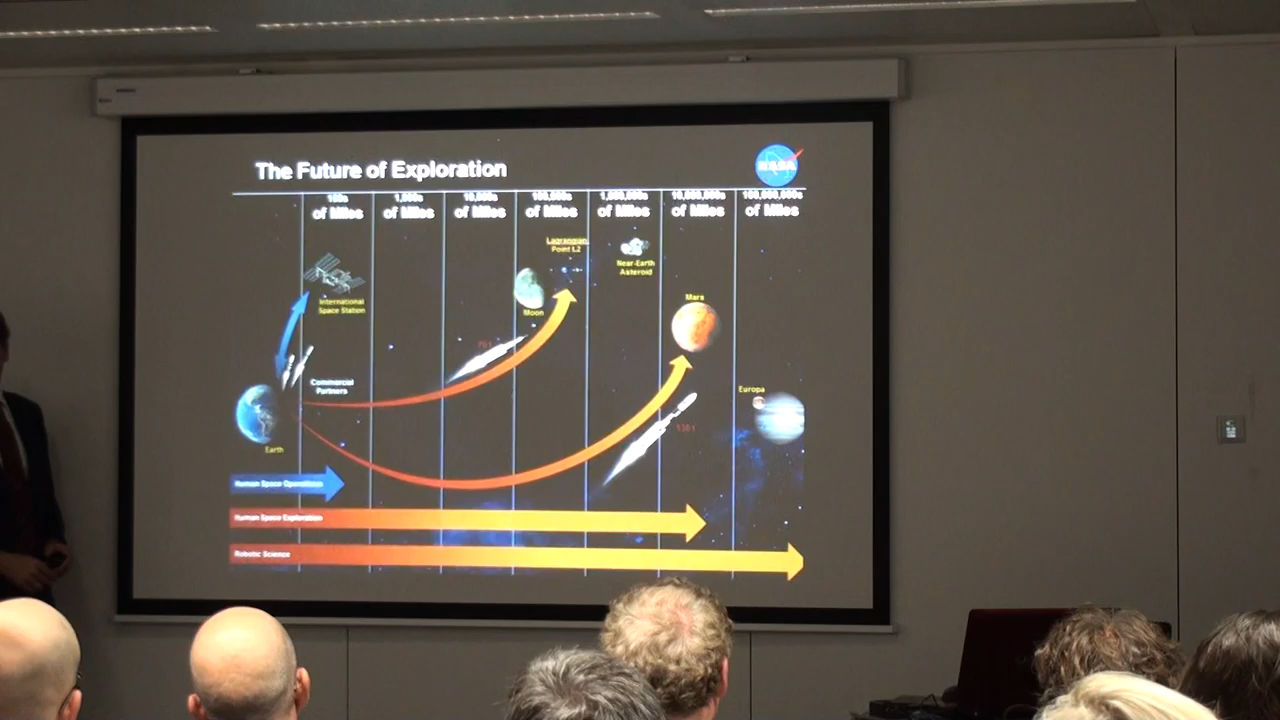 The Future of Exploration
NASA
100s
of Miles
1,000s
of Miles
10,000s
of Miles
100,000s
of Miles
1,000,000s
of Miles
10,000,000s
of Miles
100,000,000s
of Miles
Lagrangian
Point L2
Near-Earth
Asteroid
International
Space Station
Moon
Mars
70 t
Commercial
Partners
Europa
130 t
Earth
Human Space Operations
Human Space Exploration
Robotic Science